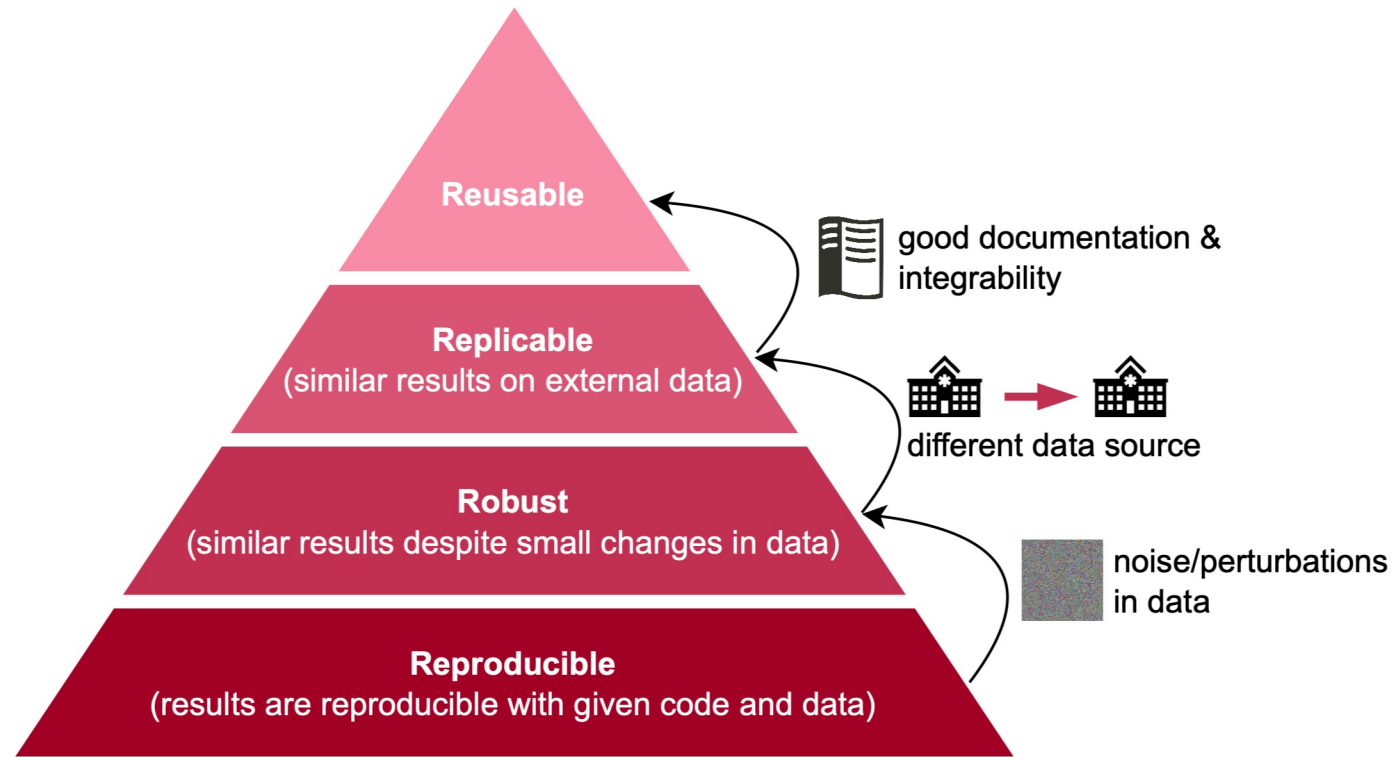 Reusable
good documentation &
integrability
Replicable
(similar results on external data)
different data source
Robust
(similar results despite small changes in data)
noise/perturbations
in data
Reproducible
(results are reproducible with given code and data)